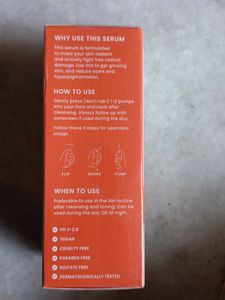 WHY USE THIS SERUM
This serum is formulated
to make your skin radiant
and actively fight free radical
damage. Use this to get glowing
skin, and reduce scars and
hyperpigmentation.
HOW TO USE
Gently press (don't rub) 1-2 pumps
into your face and neck after
cleansing. Always follow up with
sunscreen if used during the day.
Follow these 3 steps for seamless
usage.
FLIP SHAKE PUMP
WHEN TO USE
Preferable to use in the AM routine
after cleansing and toning. Can be
used during the day OR at night.
VEGAN
CRUELTY FREE
PARABEN FREE
SULFATE FREE
DERMATOLOGICALLY TESTED